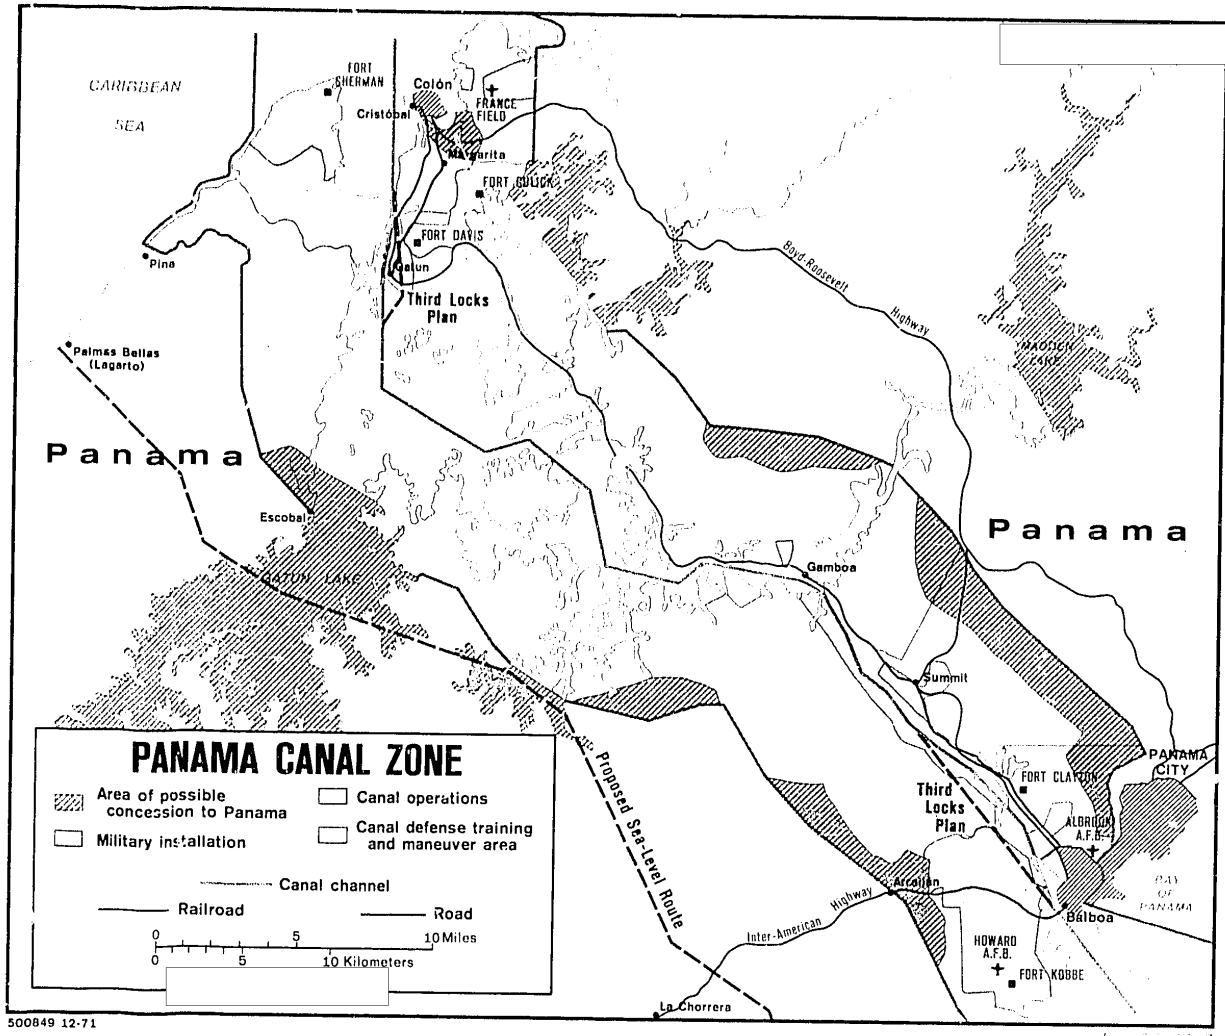 CARIBBEAN
SEA
FORT
SHERMAN
Colón
Cristóbal
FRANCE
FIELD
Margarita
FORT GULICK
FORT DAVIS
Gatun
Third Locks
Plan
Pina
Palmas Bellas
(Lagarto)
Boyd-Roosevelt
Highway
MADDEN
LAKE
Panama
Panama
Escobal
GATUN LAKE
Gamboa
Summit
Proposed Sea-Level Route
Third
Locks
Plan
FORT CLAYTON
PANAMA
CITY
ALBROOK
A.F.B.
BAY
OF
PANAMA
Arraiján
Inter-American Highway
Balboa
HOWARD
A.F.B.
FORT KOBBE
La Chorrera
PANAMA CANAL ZONE
Area of possible
concession to Panama
Canal operations
Military installation
Canal defense training
and maneuver area
Canal channel
Railroad
Road
0 5 10 Miles
0 5 10 Kilometers
500849 12-71